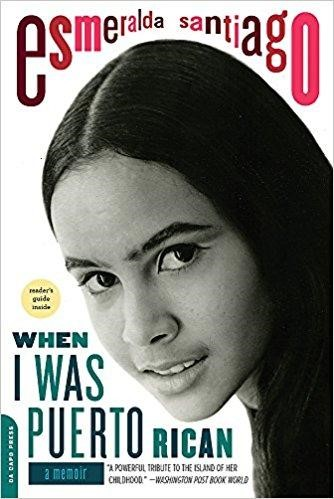 esmeralda santiago
reader's
guide
inside
WHEN
I WAS
PUERTO
RICAN
a memoir
"A POWERFUL TRIBUTE TO THE ISLAND OF HER
CHILDHOOD." —WASHINGTON POST BOOK WORLD
DA CAPO PRESS